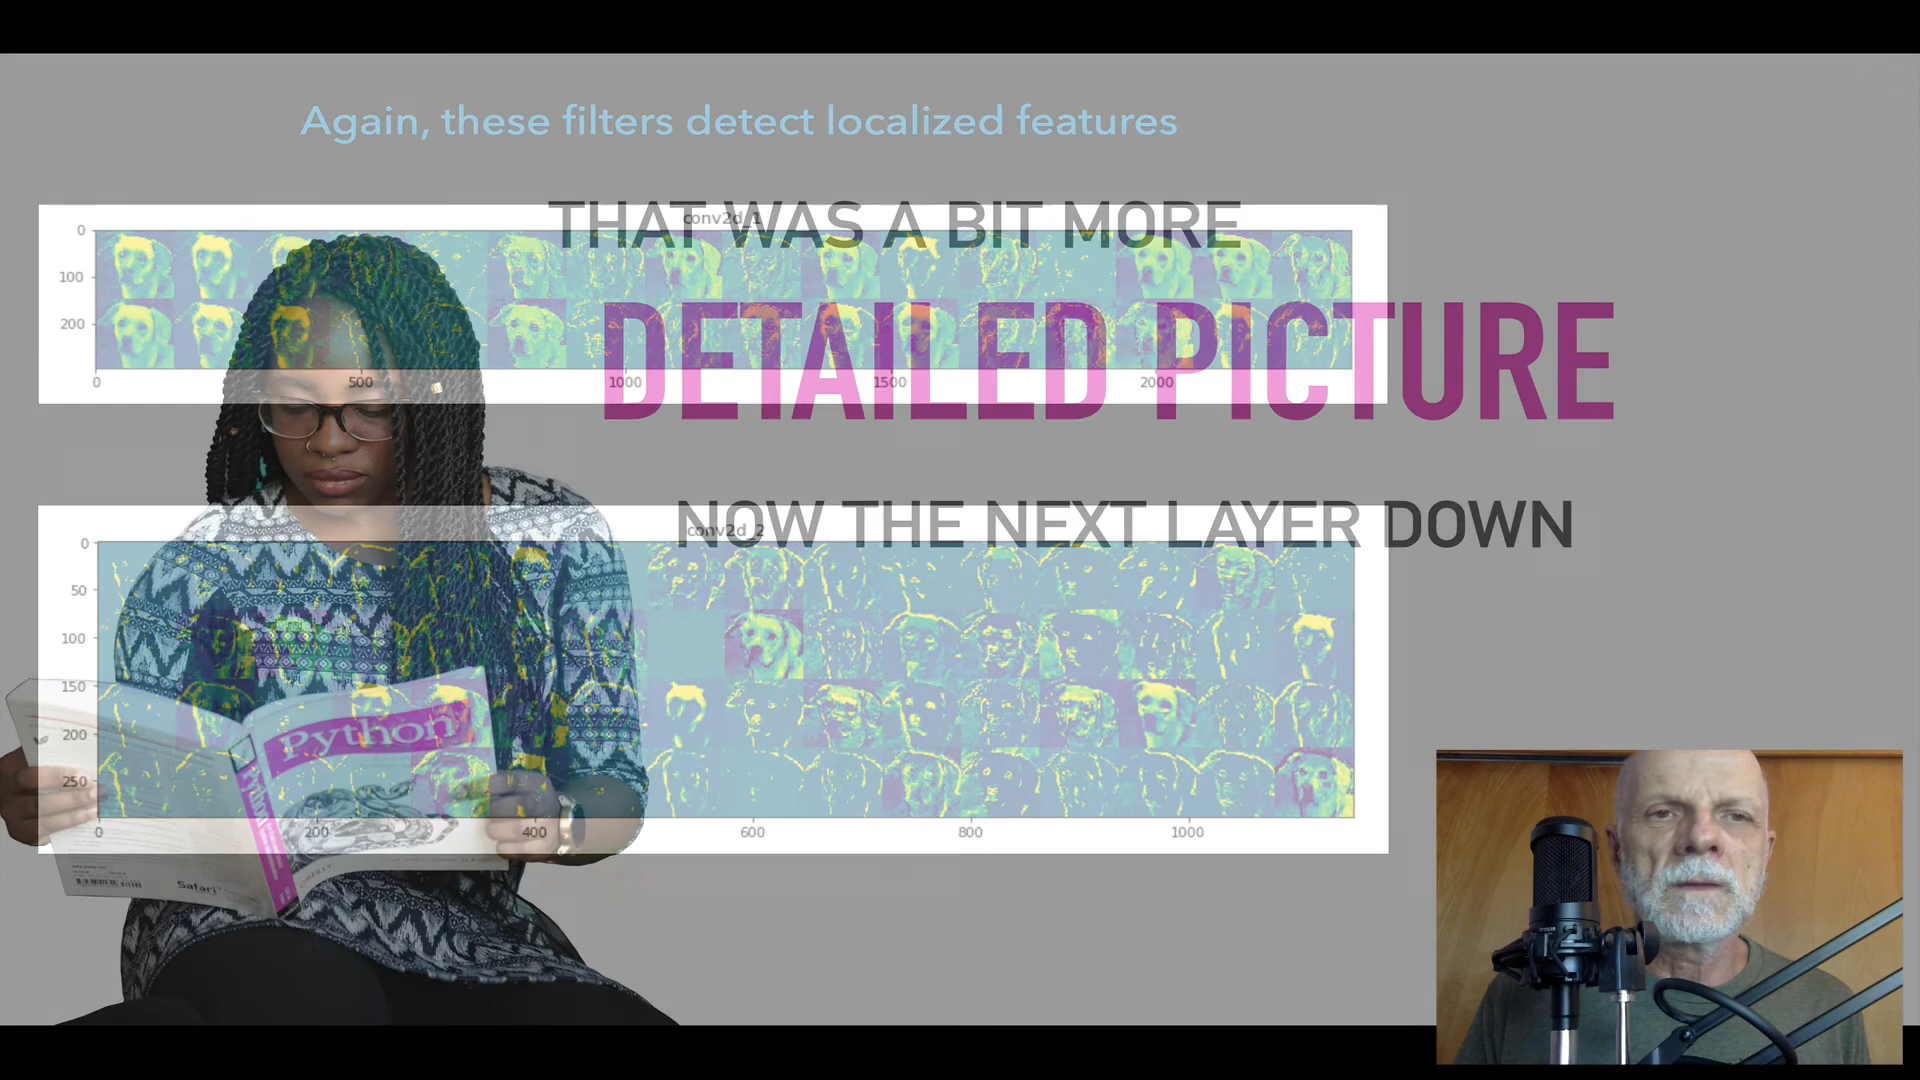 Again, these filters detect localized features
THAT WAS A BIT MORE
conv2d_1
0
100
200
0 500 1000 1500 2000
DETAILED PICTURE
NOW THE NEXT LAYER DOWN
conv2d_2
0
50
100
150
200
250
0 200 400 600 800 1000
Python
Python
Safari